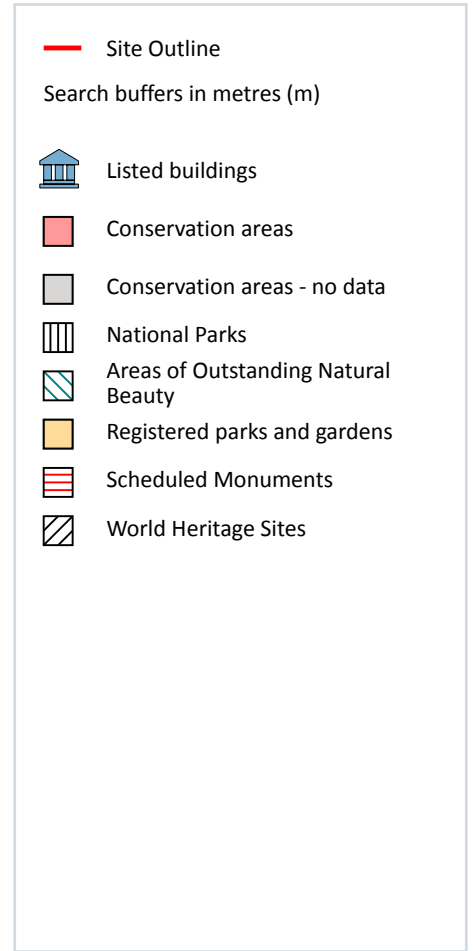 Site Outline
Search buffers in metres (m)
Listed buildings
Conservation areas
Conservation areas - no data
National Parks
Areas of Outstanding Natural
Beauty
Registered parks and gardens
Scheduled Monuments
World Heritage Sites